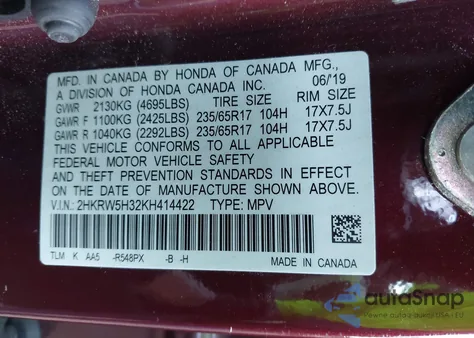 MFD. IN CANADA BY HONDA OF CANADA MFG.,
A DIVISION OF HONDA CANADA INC. 06/19
GVWR 2130KG (4695LBS) TIRE SIZE RIM SIZE
GAWR F 1100KG (2425LBS) 235/65R17 104H 17X7.5J
GAWR R 1040KG (2292LBS) 235/65R17 104H 17X7.5J
THIS VEHICLE CONFORMS TO ALL APPLICABLE
FEDERAL MOTOR VEHICLE SAFETY
AND THEFT PREVENTION STANDARDS IN EFFECT
ON THE DATE OF MANUFACTURE SHOWN ABOVE.
V.I.N.: 2HKRW5H32KH414422 TYPE: MPV
TLM K AA5 -R548PX -B -H MADE IN CANADA
autoSnap